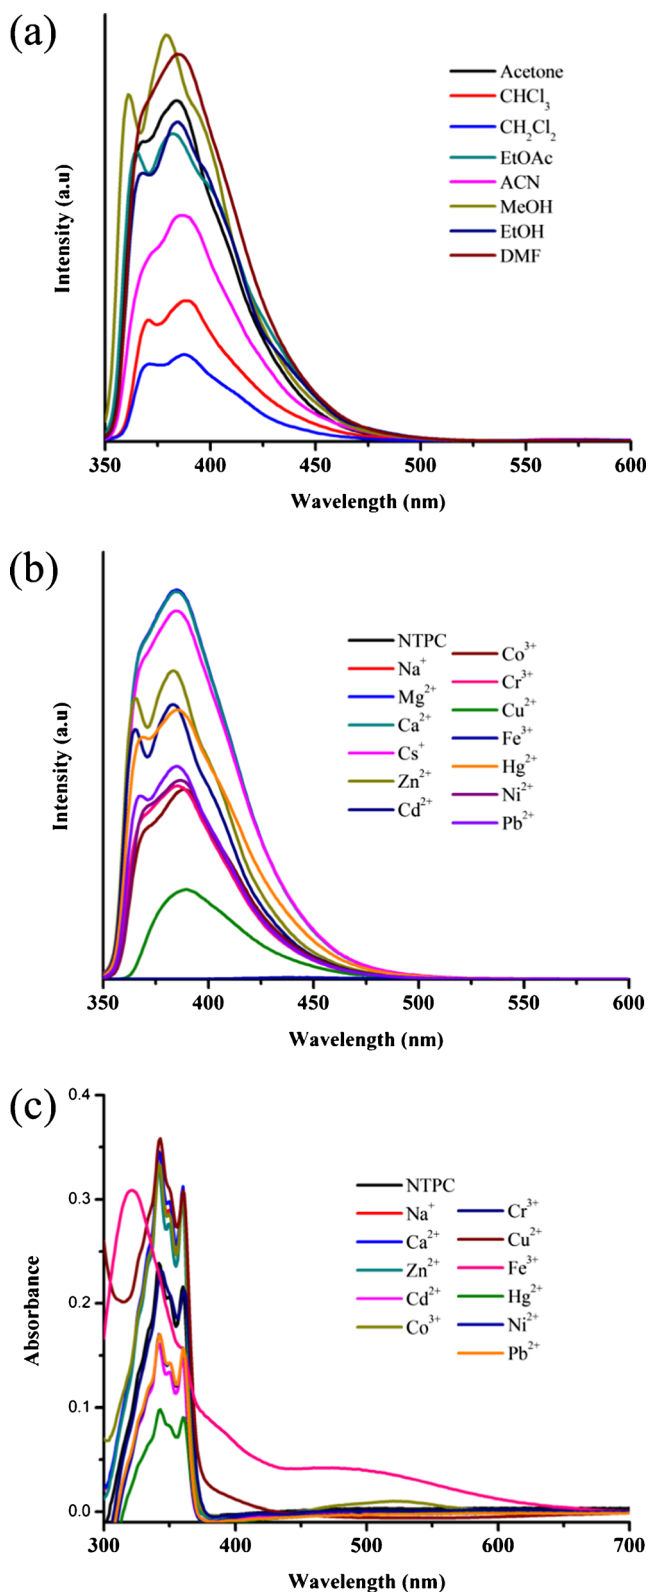 (a)
Intensity (a.u)
Acetone
CHCl₃
CH₂Cl₂
EtOAc
ACN
MeOH
EtOH
DMF
350 400 450 500 550 600
Wavelength (nm)
(b)
Intensity (a.u)
NTPC
Na⁺
Mg²⁺
Ca²⁺
Cs⁺
Zn²⁺
Cd²⁺
Co³⁺
Cr³⁺
Cu²⁺
Fe³⁺
Hg²⁺
Ni²⁺
Pb²⁺
350 400 450 500 550 600
Wavelength (nm)
(c)
Absorbance
0.4
0.3
0.2
0.1
0.0
NTPC
Na⁺
Ca²⁺
Zn²⁺
Cd²⁺
Co³⁺
Cr³⁺
Cu²⁺
Fe³⁺
Hg²⁺
Ni²⁺
Pb²⁺
300 400 500 600 700
Wavelength (nm)